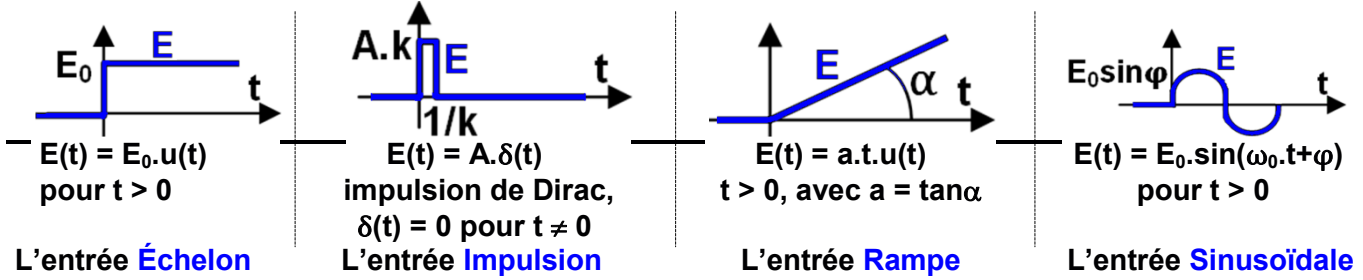 E₀ E t
E(t) = E₀.u(t)
pour t > 0
L'entrée Échelon
A.k E t
1/k
E(t) = A.δ(t)
impulsion de Dirac,
δ(t) = 0 pour t ≠ 0
L'entrée Impulsion
E α t
E(t) = a.t.u(t)
t > 0, avec a = tanα
L'entrée Rampe
E₀sinφ E t
E(t) = E₀.sin(ω₀.t+φ)
pour t > 0
L'entrée Sinusoïdale